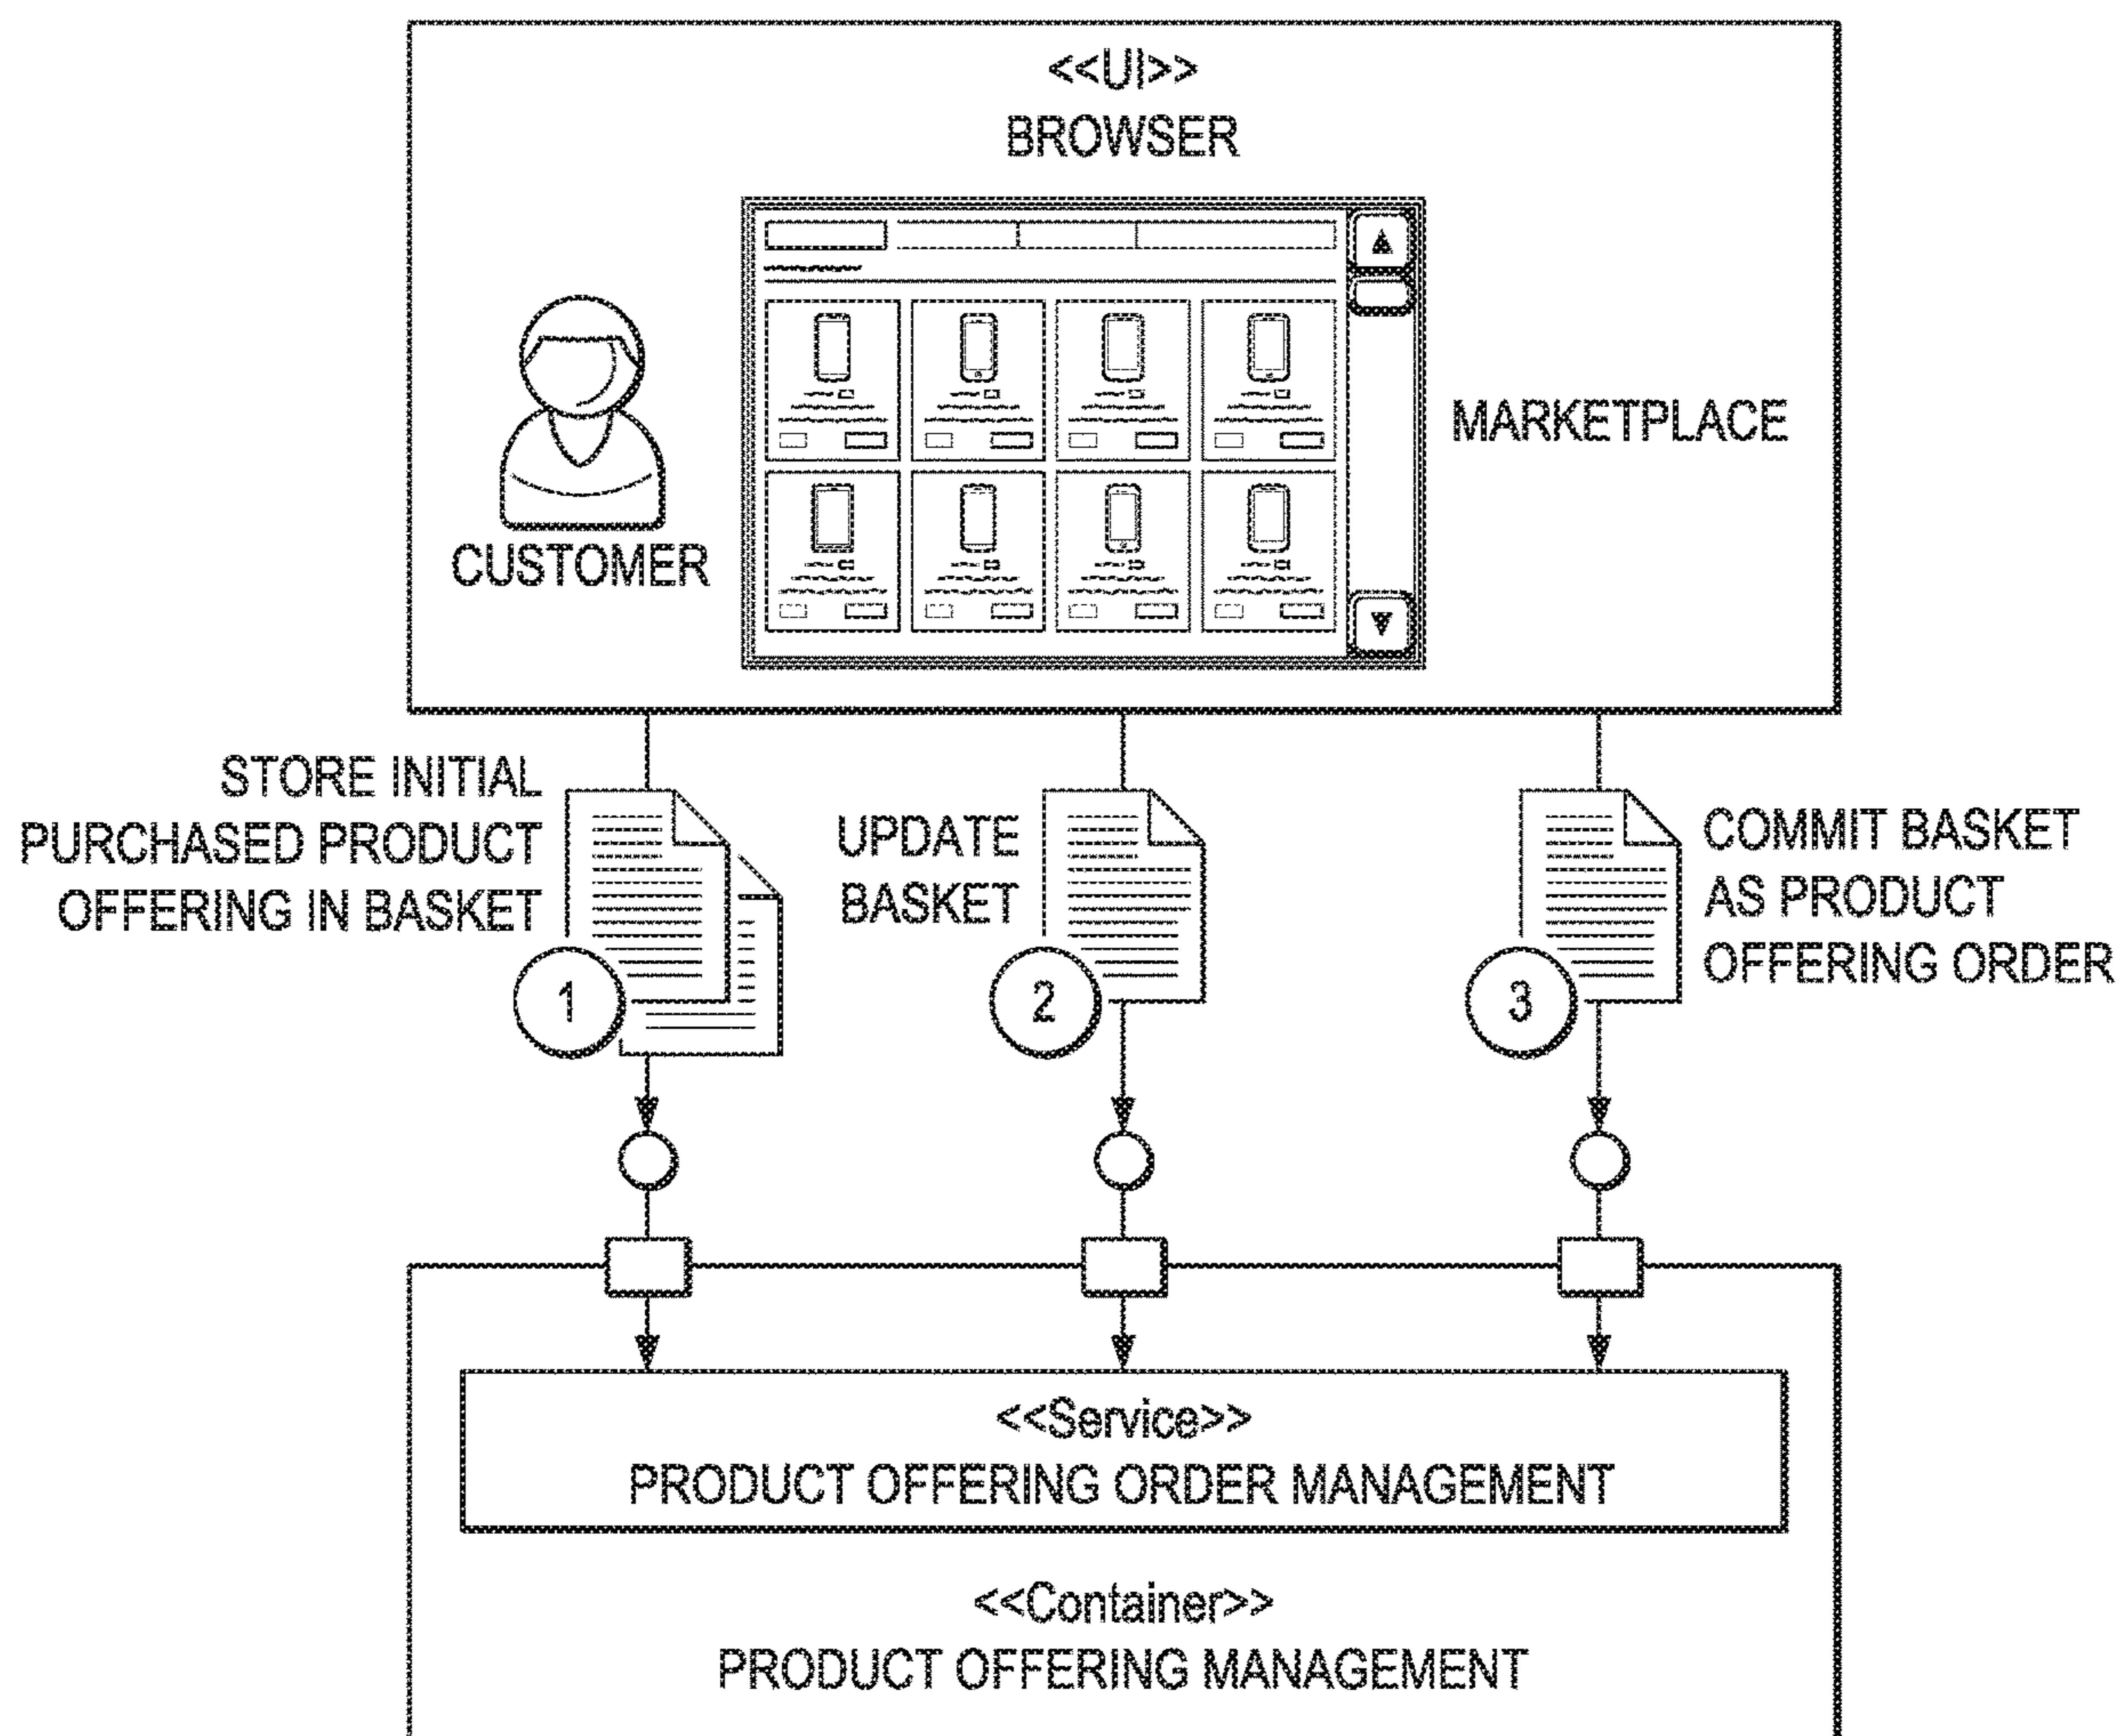 <<UI>>
BROWSER
CUSTOMER
MARKETPLACE
STORE INITIAL
PURCHASED PRODUCT
OFFERING IN BASKET
1
UPDATE
BASKET
2
COMMIT BASKET
AS PRODUCT
OFFERING ORDER
3
<<Service>>
PRODUCT OFFERING ORDER MANAGEMENT
<<Container>>
PRODUCT OFFERING MANAGEMENT